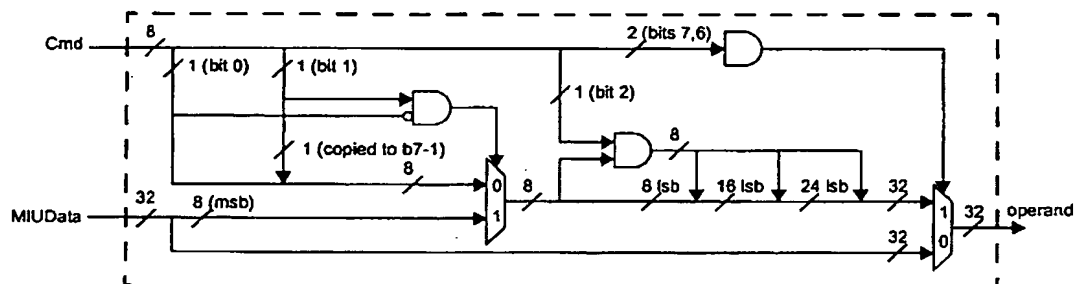 Cmd
8
2 (bits 7,6)
1 (bit 0)
1 (bit 1)
1 (bit 2)
1 (copied to b7-1)
8
8
0
1
8
8 lsb
16 lsb
24 lsb
32
1
0
32
operand
MIUData
32
8 (msb)
32